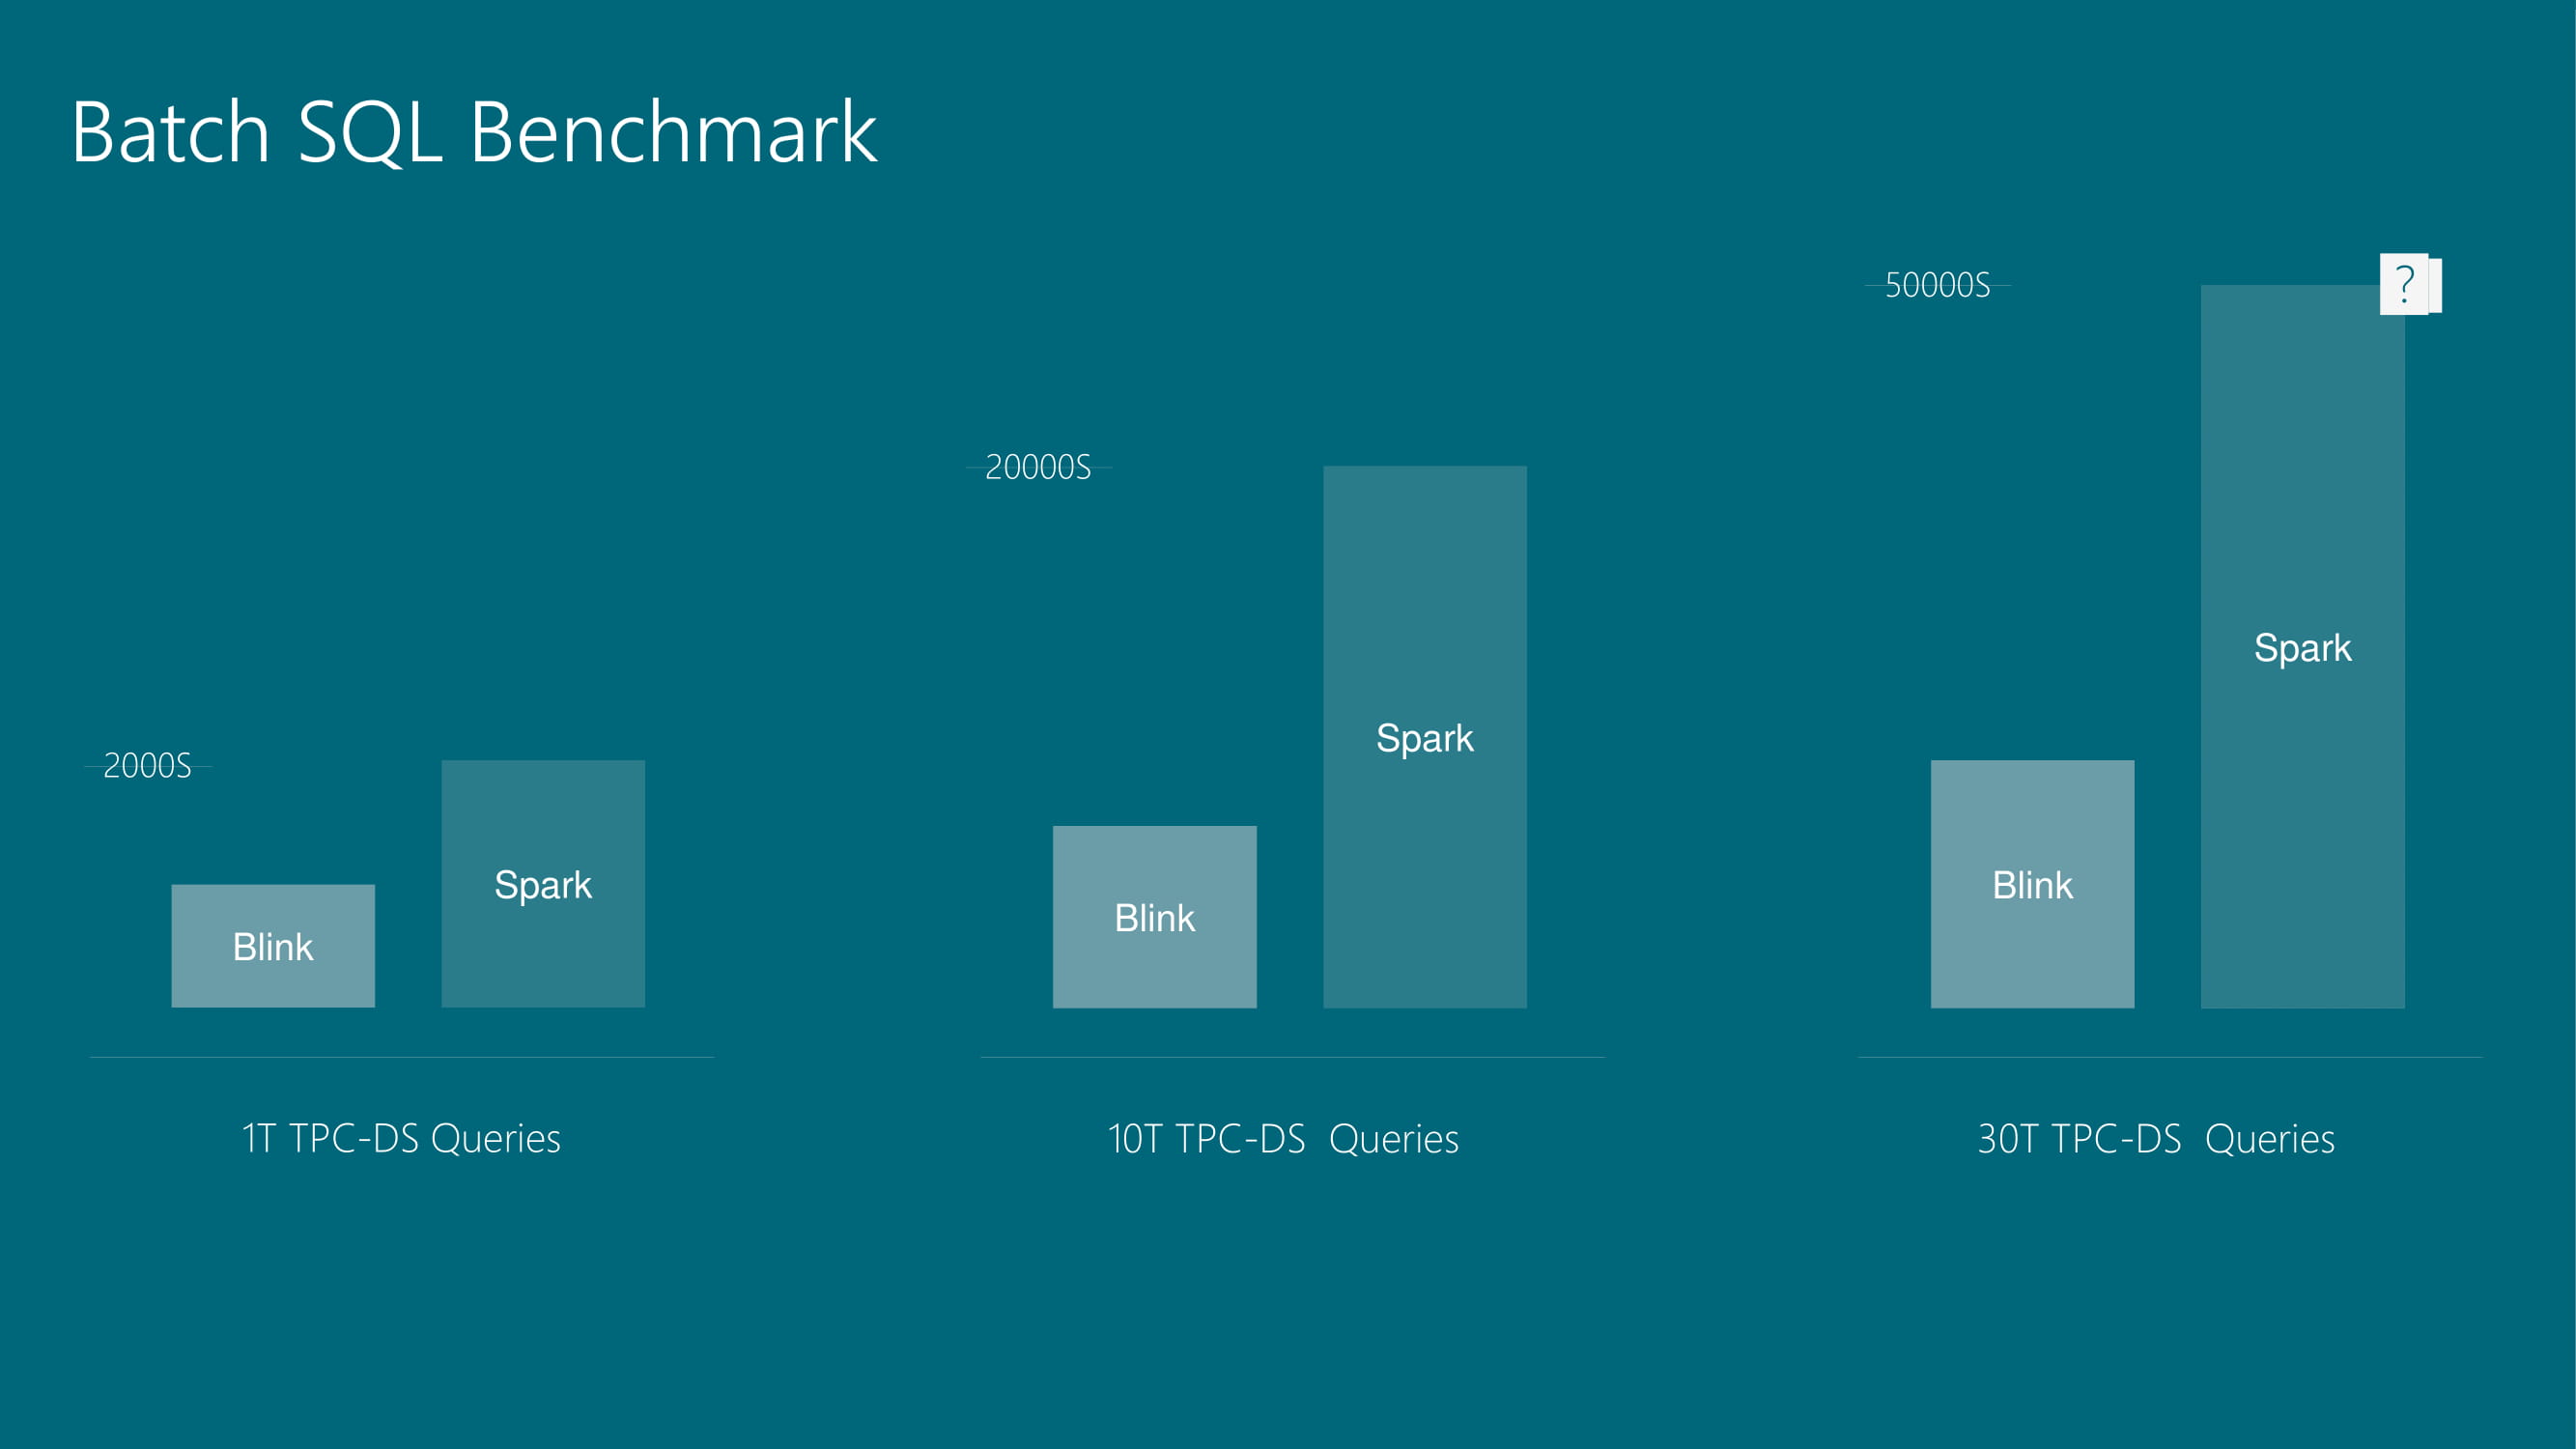 Batch SQL Benchmark
50000S
?
20000S
Spark
Spark
2000S
Spark
Blink
Blink
Blink
1T TPC-DS Queries
10T TPC-DS  Queries
30T TPC-DS  Queries